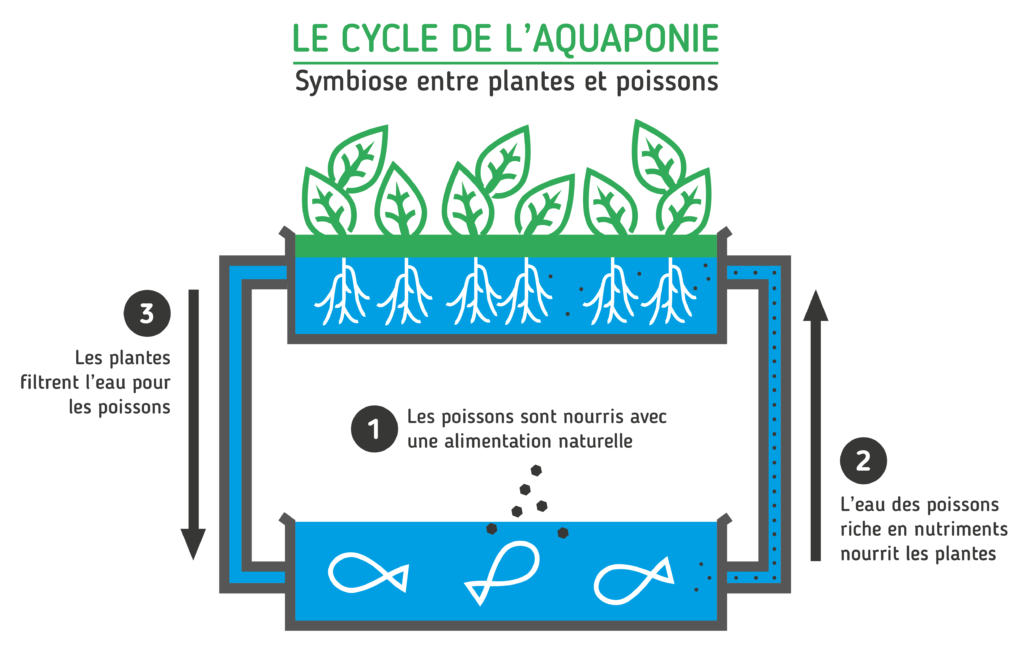 LE CYCLE DE L’AQUAPONIE
Symbiose entre plantes et poissons
3
Les plantes
filtrent l’eau pour
les poissons
1
Les poissons sont nourris avec
une alimentation naturelle
2
L’eau des poissons
riche en nutriments
nourrit les plantes